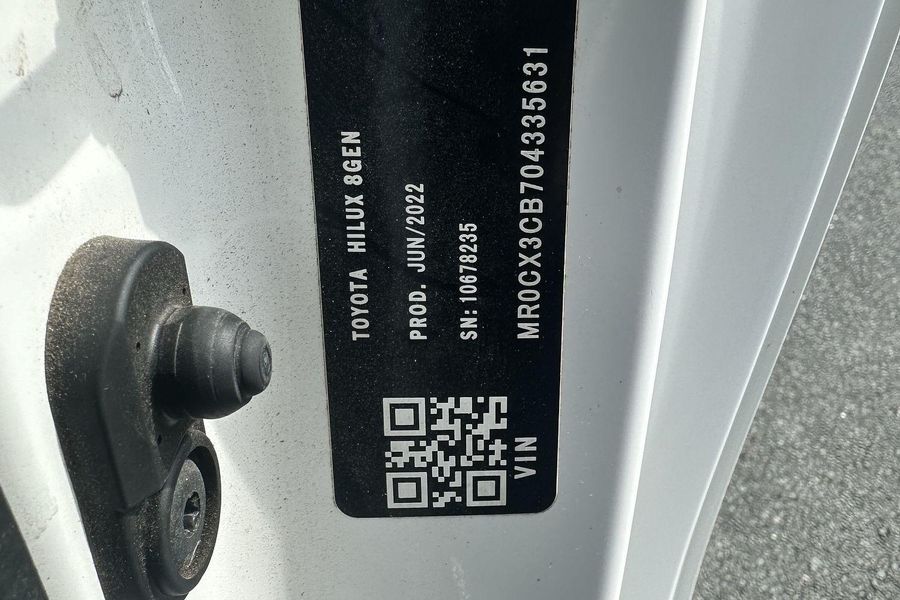 TOYOTA HILUX 8GEN
PROD. JUN/2022
SN: 10678235
VIN MR0CX3CB704335631